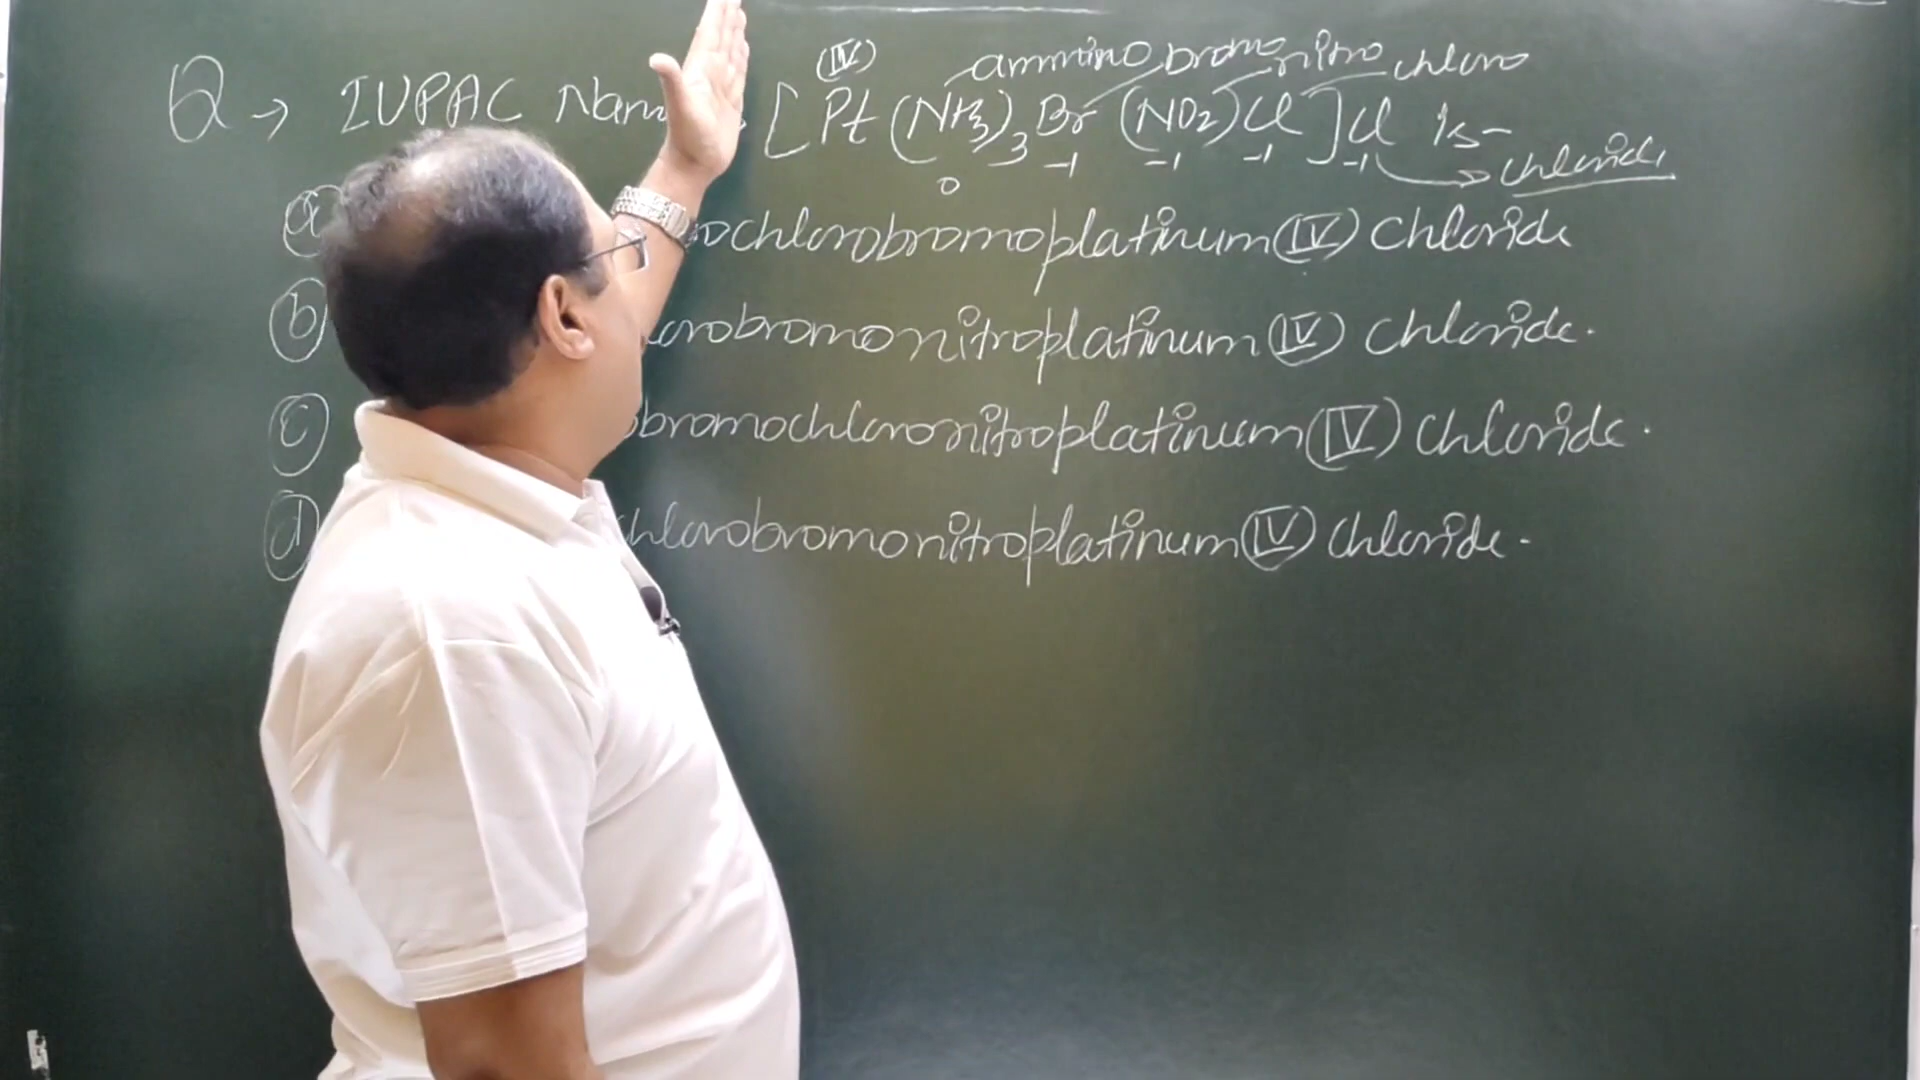 (IV) ammino bromo nitro chloro
Q → IUPAC Nam [Pt(NH3)3Br(NO2)Cl]Cl is-
0 -1 -1 -1 -1 → chloride
(a) ochlorobromoplatinum(IV) chloride
(b) orobromonitroplatinum(IV) chloride.
(c) bromochloronitroplatinum(IV) chloride.
(d) chlorobromonitroplatinum(IV) chloride.